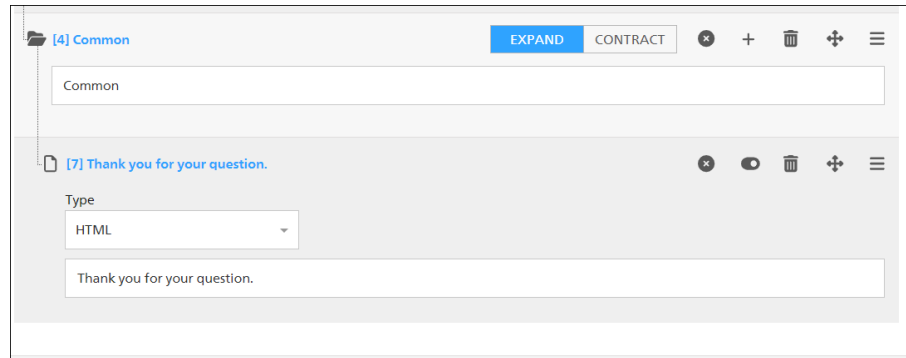 [4] Common
EXPAND CONTRACT
Common
[7] Thank you for your question.
Type
HTML
Thank you for your question.